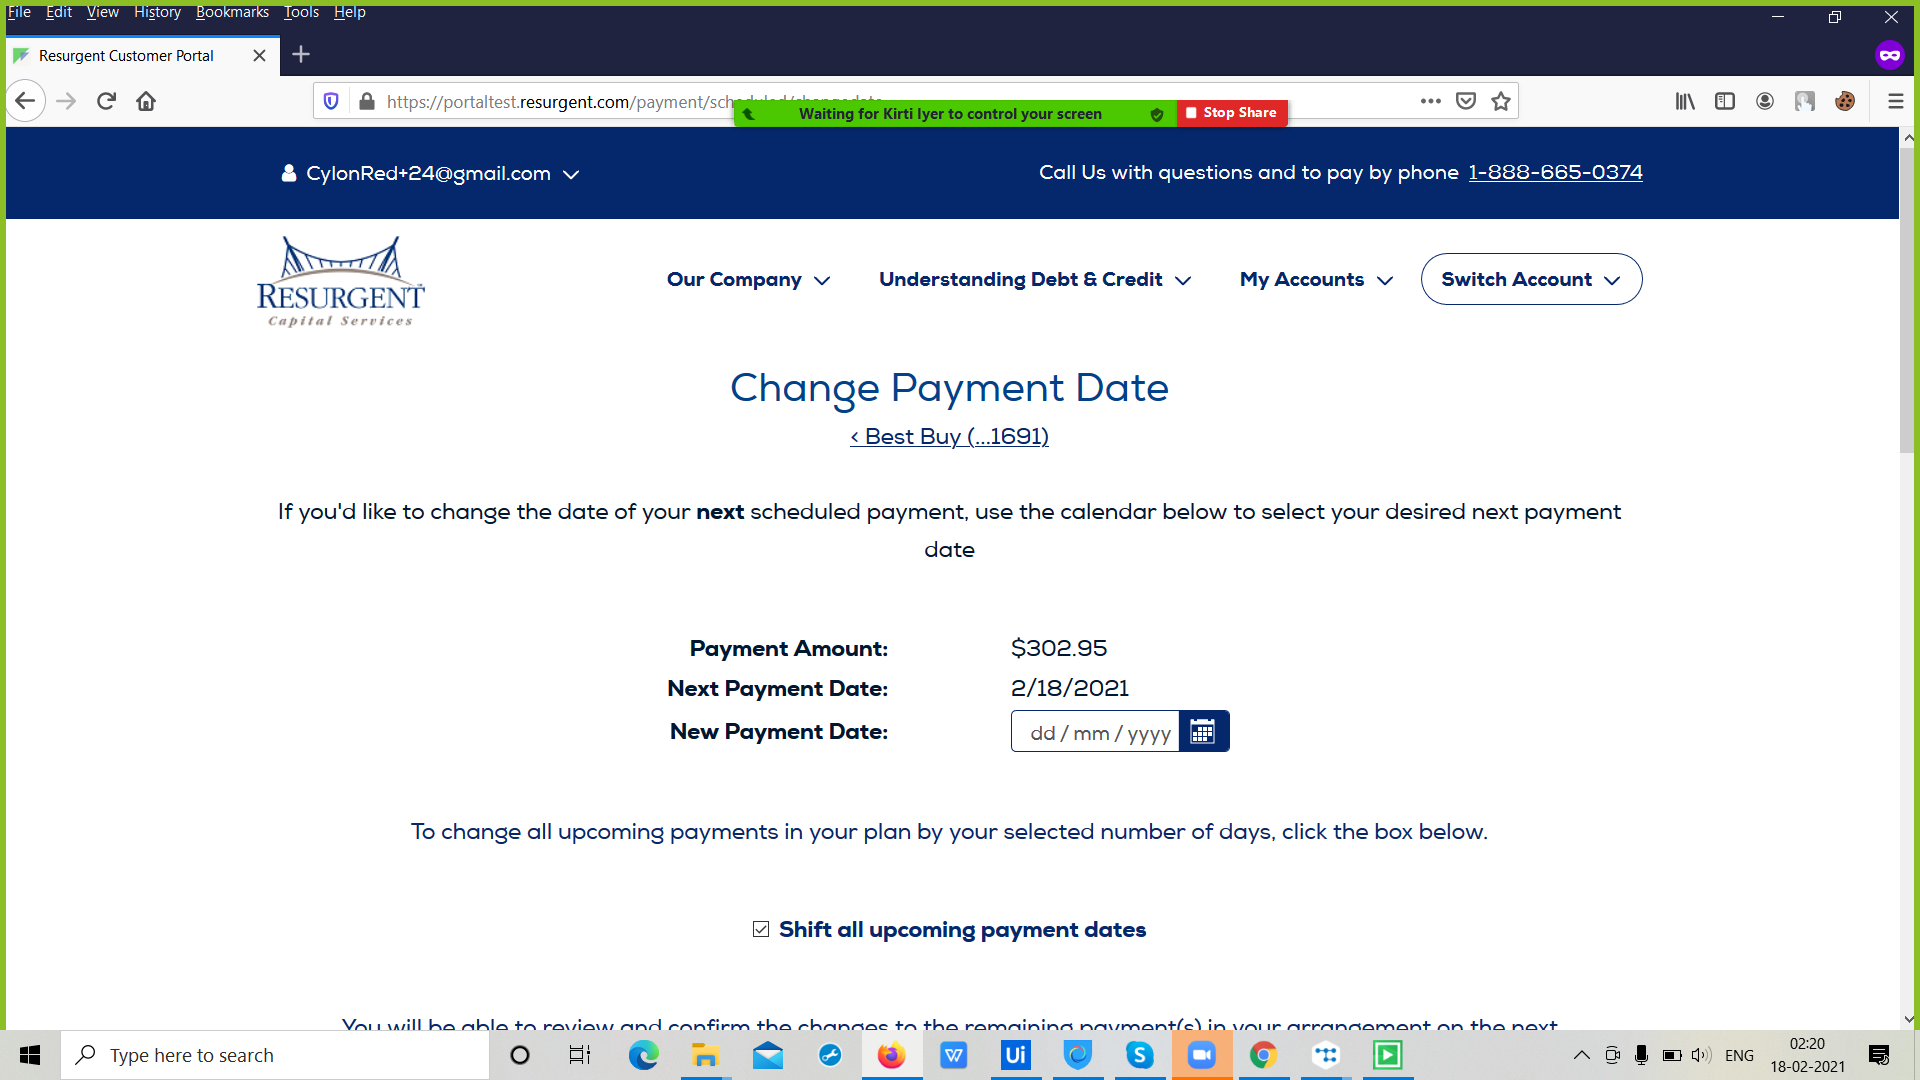 File Edit View History Bookmarks Tools Help
Resurgent Customer Portal
https://portaltest.resurgent.com/payment/scheduled/changedate
Waiting for Kirti Iyer to control your screen
Stop Share
CylonRed+24@gmail.com
Call Us with questions and to pay by phone 1-888-665-0374
RESURGENT
Capital Services
Our Company Understanding Debt & Credit My Accounts Switch Account
Change Payment Date
< Best Buy (...1691)
If you'd like to change the date of your next scheduled payment, use the calendar below to select your desired next payment
date
Payment Amount: $302.95
Next Payment Date: 2/18/2021
New Payment Date: dd / mm / yyyy
To change all upcoming payments in your plan by your selected number of days, click the box below.
Shift all upcoming payment dates
You will be able to review and confirm the changes to the remaining payment(s) in your arrangement on the next
Type here to search
W
Ui
S
ENG
02:20
18-02-2021